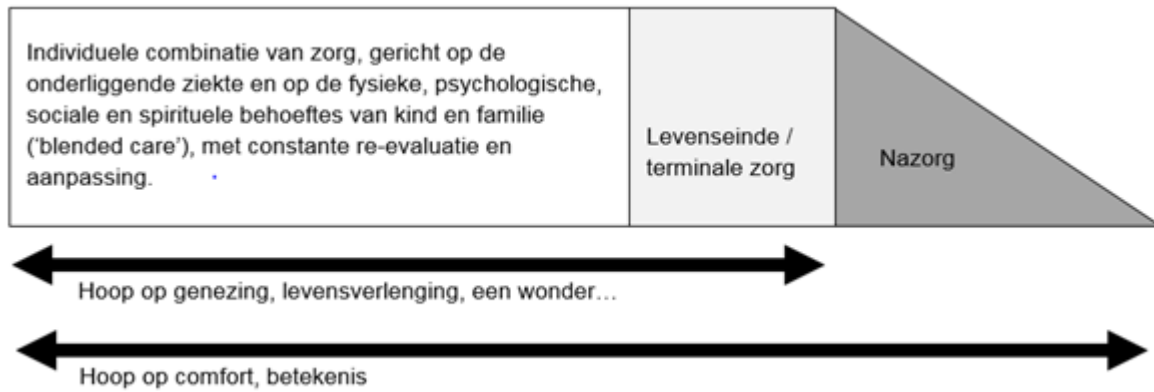 Individuele combinatie van zorg, gericht op de
onderliggende ziekte en op de fysieke, psychologische,
sociale en spirituele behoeftes van kind en familie
(‘blended care’), met constante re-evaluatie en
aanpassing.
Levenseinde /
terminale zorg
Nazorg
Hoop op genezing, levensverlenging, een wonder…
Hoop op comfort, betekenis